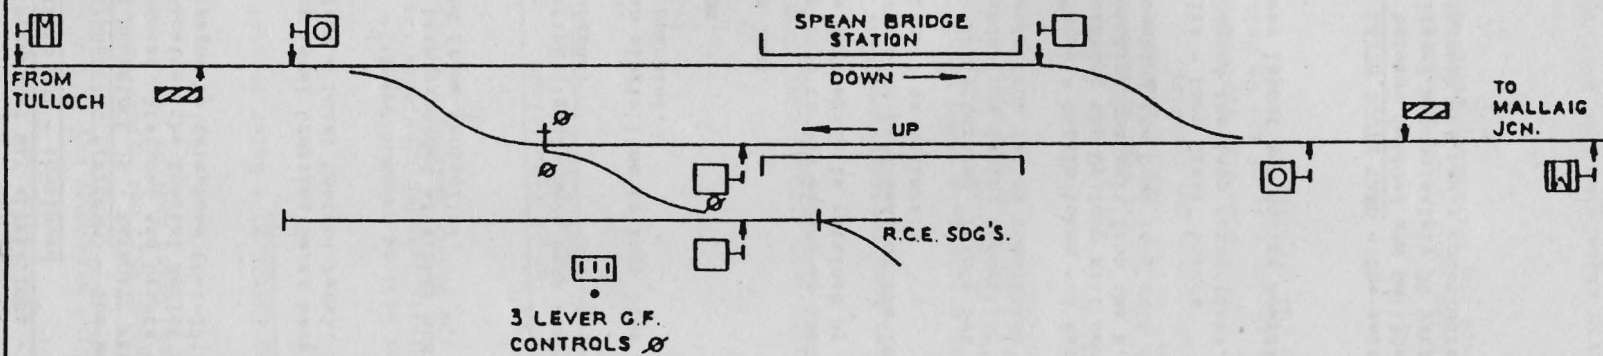 SPEAN BRIDGE
STATION
FROM
TULLOCH
DOWN
TO
MALLAIG
JCN.
UP
R.C.E. SDG'S.
3 LEVER G.F.
CONTROLS Ø